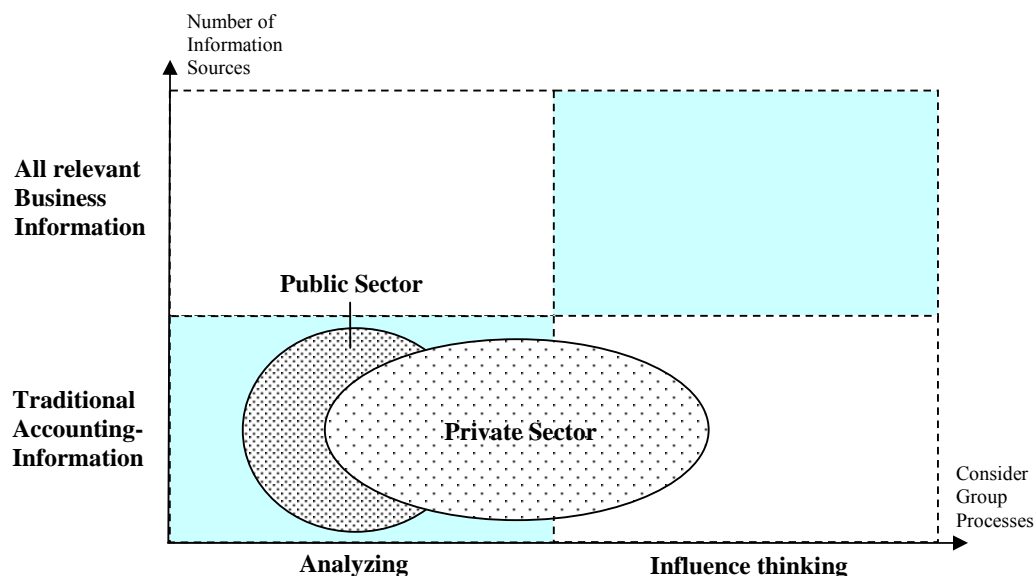 Number of
Information
Sources
All relevant
Business
Information
Public Sector
Traditional
Accounting-
Information
Private Sector
Consider
Group
Processes
Analyzing
Influence thinking